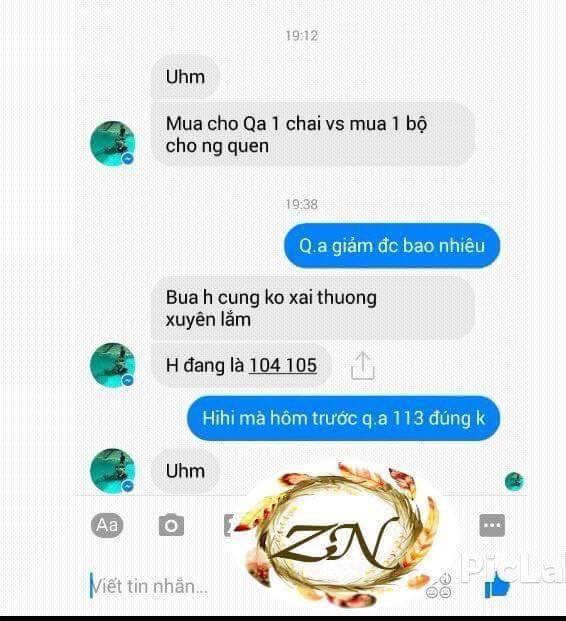 19:12
Uhm
Mua cho Qa 1 chai vs mua 1 bộ
cho ng quen
19:38
Q.a giảm đc bao nhiêu
Bua h cung ko xai thuong
xuyên lắm
H đang là 104 105
Hihi mà hôm trước q.a 113 đúng k
Uhm
Aa
ZN
Viết tin nhắn...
PicLa